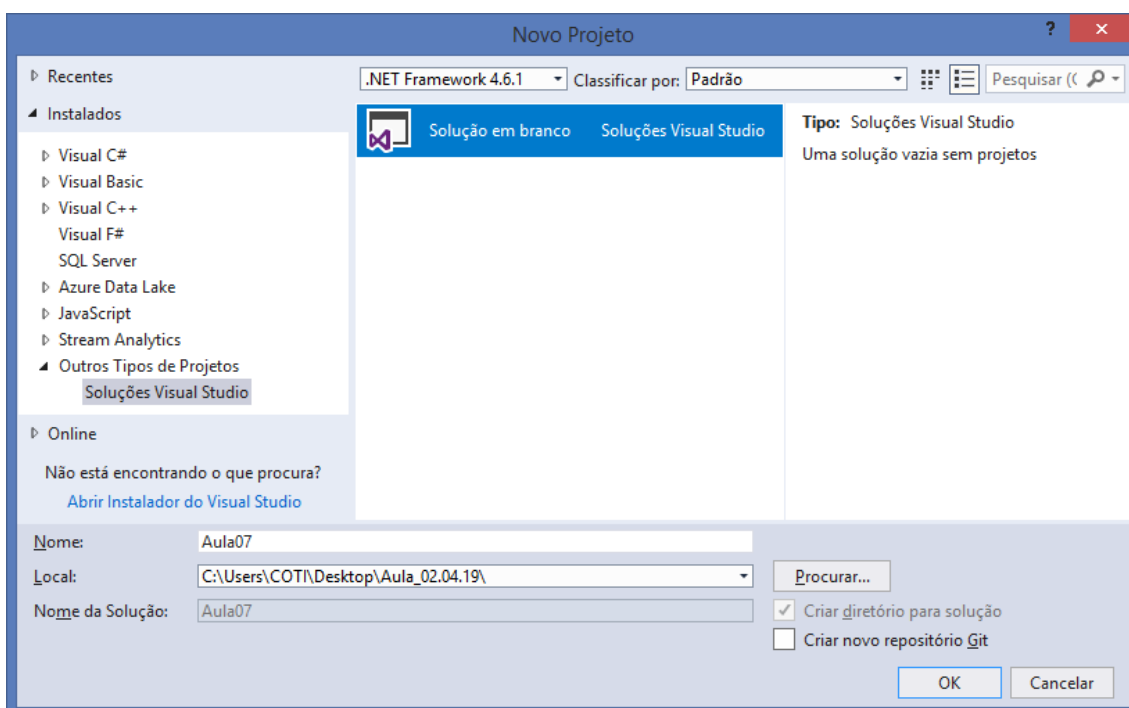 Novo Projeto
?
×
Recentes
.NET Framework 4.6.1
Classificar por: Padrão
Pesquisar ((
Instalados
Visual C#
Visual Basic
Visual C++
Visual F#
SQL Server
Azure Data Lake
JavaScript
Stream Analytics
Outros Tipos de Projetos
Soluções Visual Studio
Solução em branco Soluções Visual Studio
Tipo: Soluções Visual Studio
Uma solução vazia sem projetos
Online
Não está encontrando o que procura?
Abrir Instalador do Visual Studio
Nome: Aula07
Local: C:\Users\COTI\Desktop\Aula_02.04.19\ Procurar...
Nome da Solução: Aula07
Criar diretório para solução
Criar novo repositório Git
OK Cancelar